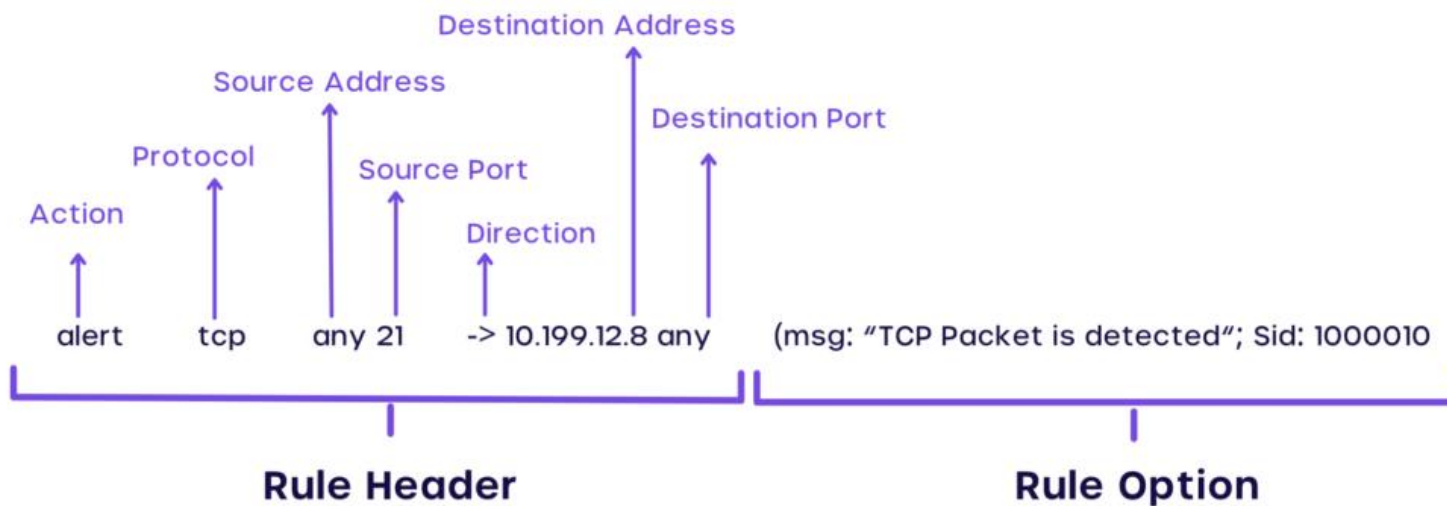 Destination Address
Source Address
Destination Port
Protocol
Source Port
Action
Direction
alert tcp any 21 -> 10.199.12.8 any (msg: “TCP Packet is detected“; Sid: 1000010
Rule Header Rule Option